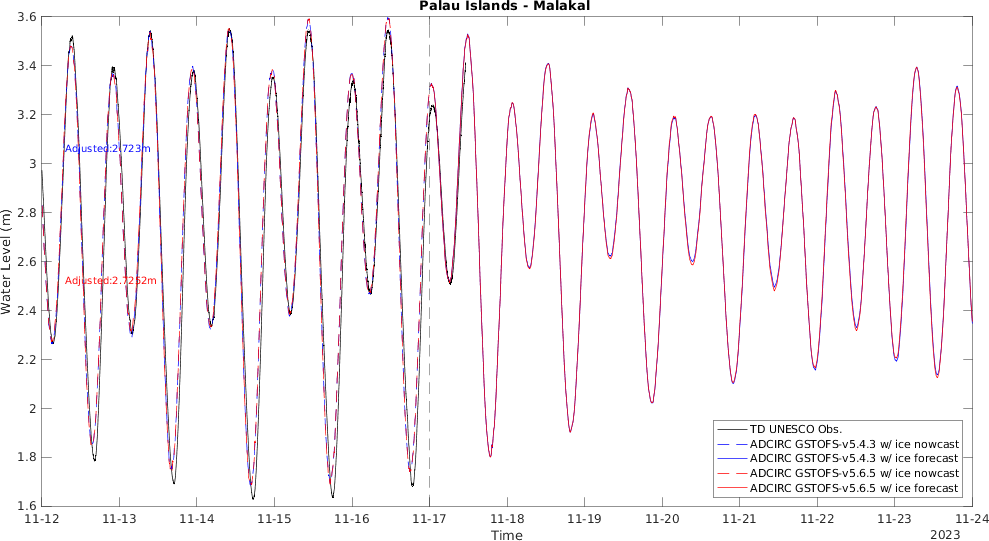 Palau Islands - Malakal
3.6
3.4
3.2
3
2.8
2.6
2.4
2.2
2
1.8
1.6
Water Level (m)
Adjusted:2.723m
Adjusted:2.7252m
TD UNESCO Obs.
ADCIRC GSTOFS-v5.4.3 w/ ice nowcast
ADCIRC GSTOFS-v5.4.3 w/ ice forecast
ADCIRC GSTOFS-v5.6.5 w/ ice nowcast
ADCIRC GSTOFS-v5.6.5 w/ ice forecast
11-12 11-13 11-14 11-15 11-16 11-17 11-18 11-19 11-20 11-21 11-22 11-23 11-24
Time
2023